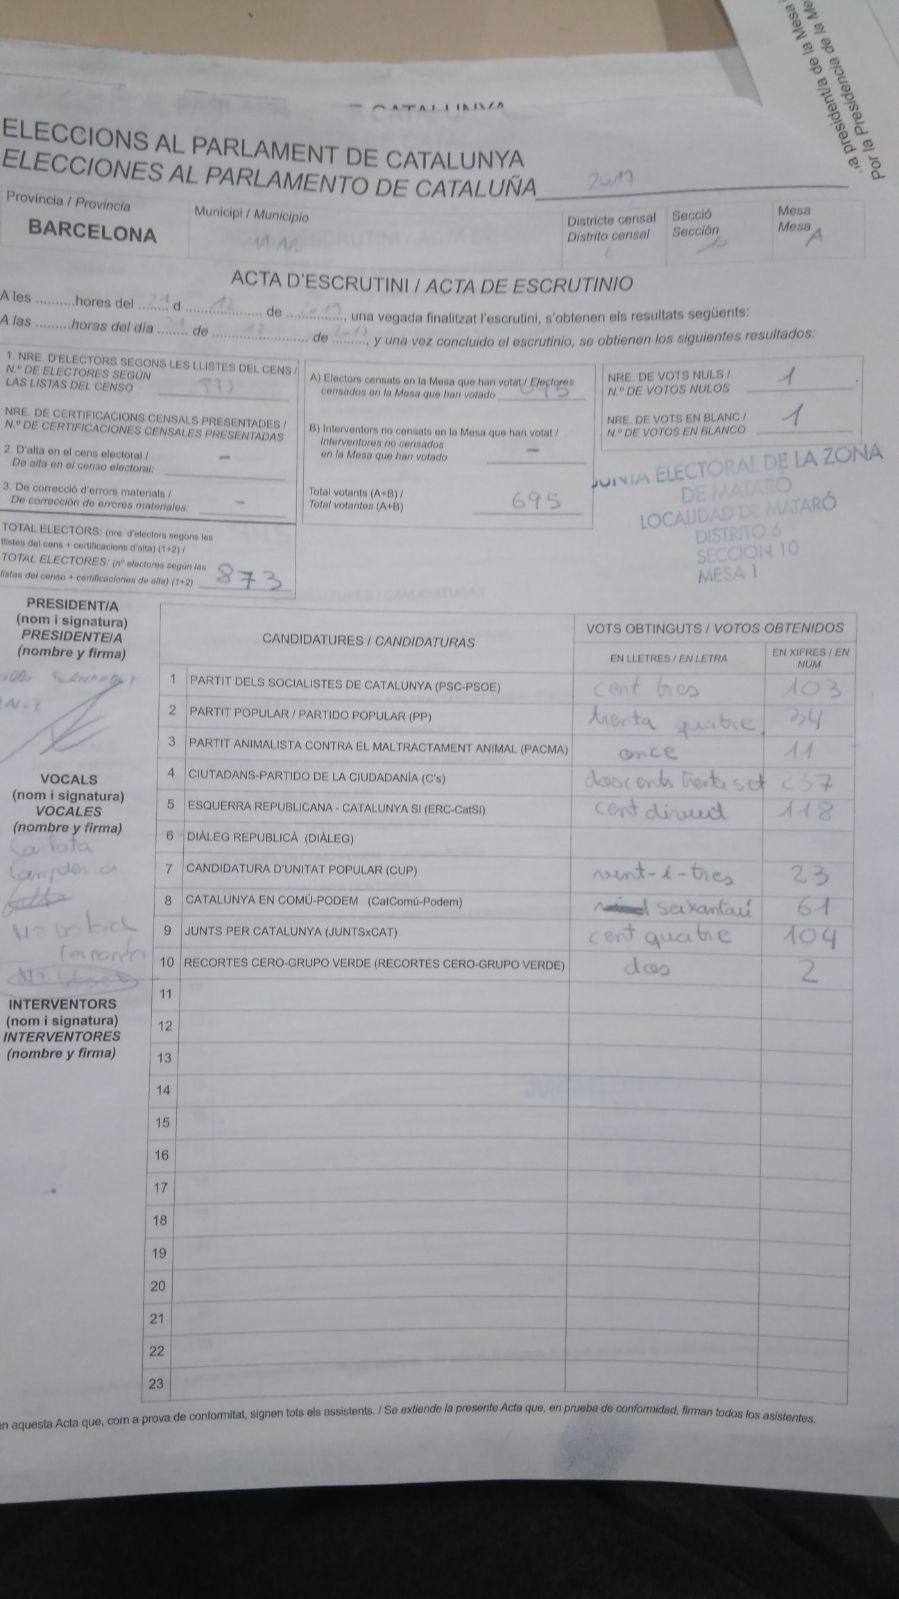 CATALUNYA
.ia president/a de la Mesa
Por la Presidencia de la Me
ELECCIONS AL PARLAMENT DE CATALUNYA
ELECCIONES AL PARLAMENTO DE CATALUÑA 2017
Província / Provincia
BARCELONA
Municipi / Municipio
Districte censal
Distrito censal
6
Secció
Sección
10
Mesa
Mesa A
ACTA D'ESCRUTINI / ACTA DE ESCRUTINIO
A les ..........hores del 21 d 12 de 2017, una vegada finalitzat l'escrutini, s'obtenen els resultats següents:
A las ..........horas del día 21 de 12 de 2017, y una vez concluido el escrutinio, se obtienen los siguientes resultados:
1. NRE. D'ELECTORS SEGONS LES LLISTES DEL CENS /
N.º DE ELECTORES SEGÚN
LAS LISTAS DEL CENSO 873
NRE. DE CERTIFICACIONS CENSALS PRESENTADES /
N.º DE CERTIFICACIONES CENSALES PRESENTADAS
2. D'alta en el cens electoral /
De alta en el censo electoral: –
3. De correcció d'errors materials /
De corrección de errores materiales: –
TOTAL ELECTORS: (nre. d'electors segons les
llistes del cens + certificacions d'alta) (1+2) /
TOTAL ELECTORES: (nº electores según las
listas del censo + certificaciones de alta) (1+2) 873
A) Electors censats en la Mesa que han votat / Electores
censados en la Mesa que han votado 695
B) Interventors no censats en la Mesa que han votat /
Interventores no censados
en la Mesa que han votado –
Total votants (A+B) /
Total votantes (A+B) 695
NRE. DE VOTS NULS /
N.º DE VOTOS NULOS 1
NRE. DE VOTS EN BLANC /
N.º DE VOTOS EN BLANCO 1
JUNTA ELECTORAL DE LA ZONA
DE MATARÓ
LOCALIDAD DE MATARÓ
DISTRITO 6
SECCION 10
MESA 1
PRESIDENT/A
(nom i signatura)
PRESIDENTE/A
(nombre y firma)
VOCALS
(nom i signatura)
VOCALES
(nombre y firma)
Carlota
INTERVENTORS
(nom i signatura)
INTERVENTORES
(nombre y firma)
CANDIDATURES / CANDIDATURAS
VOTS OBTINGUTS / VOTOS OBTENIDOS
EN LLETRES / EN LETRA
EN XIFRES / EN
NÚM.
1 PARTIT DELS SOCIALISTES DE CATALUNYA (PSC-PSOE) cent tres 103
2 PARTIT POPULAR / PARTIDO POPULAR (PP) trenta quatre 34
3 PARTIT ANIMALISTA CONTRA EL MALTRACTAMENT ANIMAL (PACMA) once 11
4 CIUTADANS-PARTIDO DE LA CIUDADANÍA (C's) doscents trenta set 237
5 ESQUERRA REPUBLICANA - CATALUNYA SI (ERC-CatSí) cent divuit 118
6 DIÀLEG REPUBLICÀ (DIÀLEG)
7 CANDIDATURA D'UNITAT POPULAR (CUP) vint-i-tres 23
8 CATALUNYA EN COMÚ-PODEM (CatComú-Podem) seixantaú 61
9 JUNTS PER CATALUNYA (JUNTSxCAT) cent quatre 104
10 RECORTES CERO-GRUPO VERDE (RECORTES CERO-GRUPO VERDE) dos 2
11
12
13
14
15
16
17
18
19
20
21
22
23
en aquesta Acta que, com a prova de conformitat, signen tots els assistents. / Se extiende la presente Acta que, en prueba de conformidad, firman todos los asistentes.